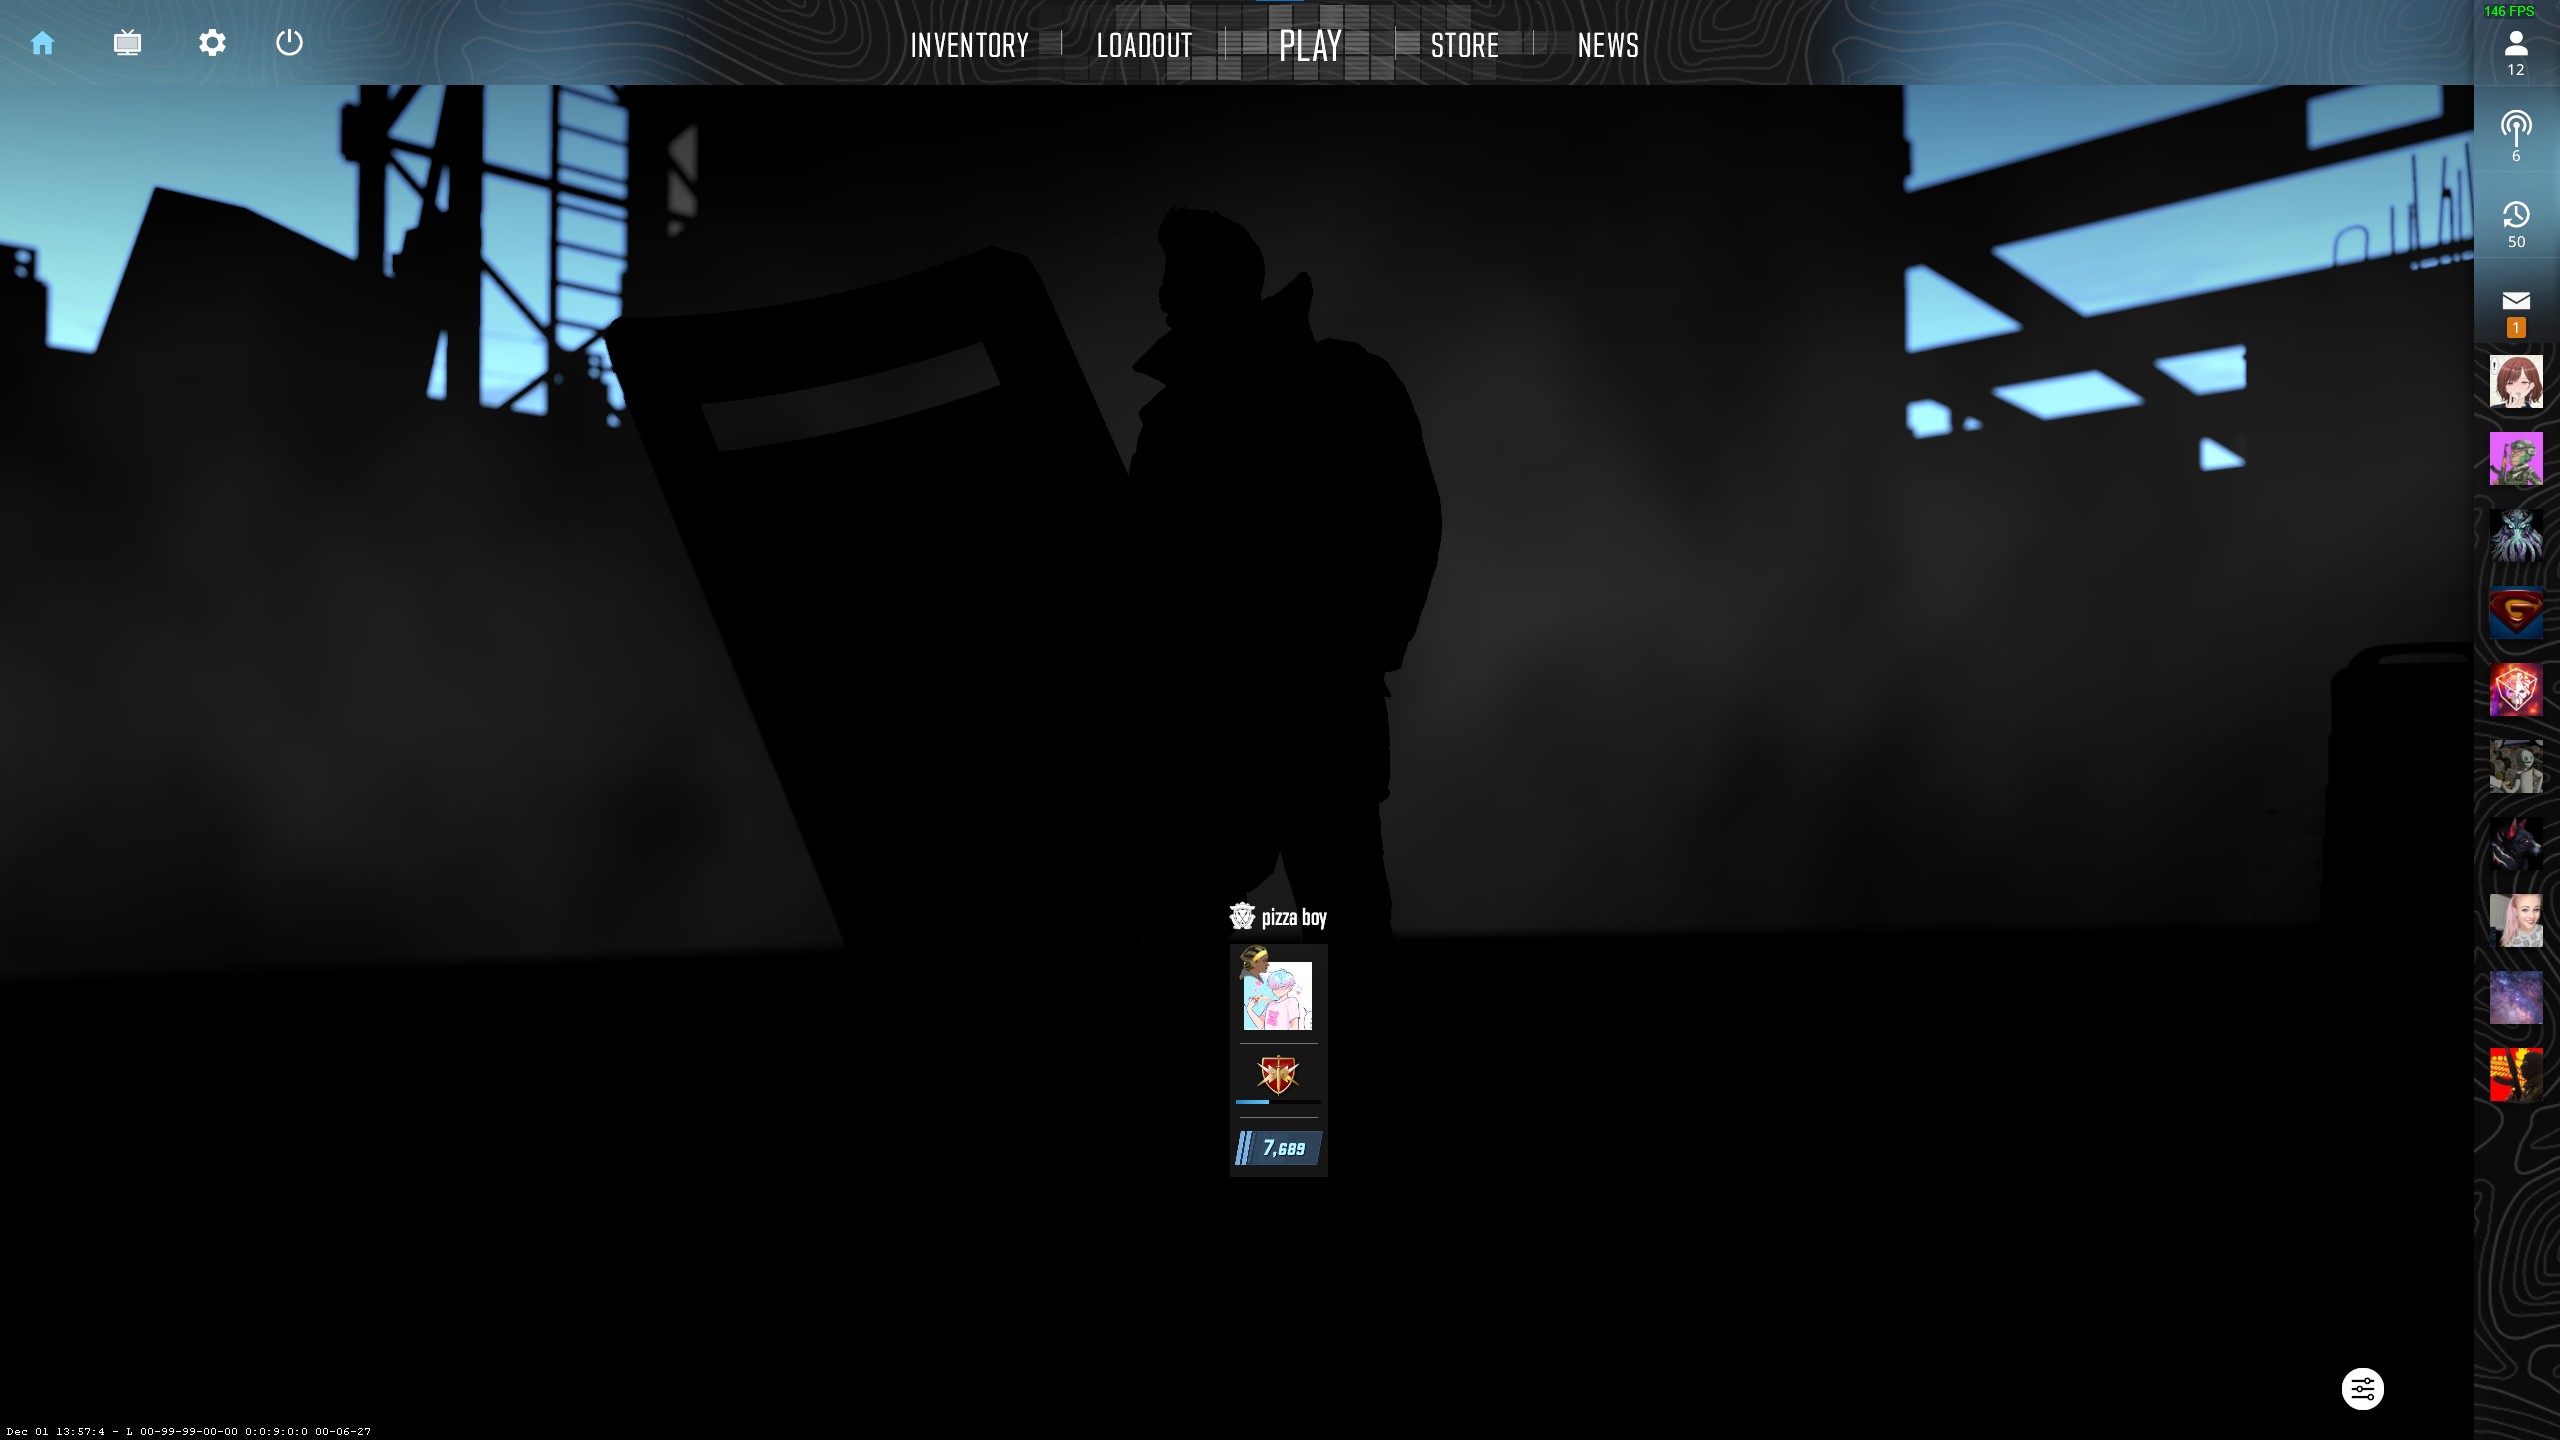 146 FPS
INVENTORY
LOADOUT
PLAY
STORE
NEWS
12
6
50
1
pizza boy
7,689
Dec 01 13:57:4 - L 00-99-99-00-00 0:0:9:0:0 00-06-27